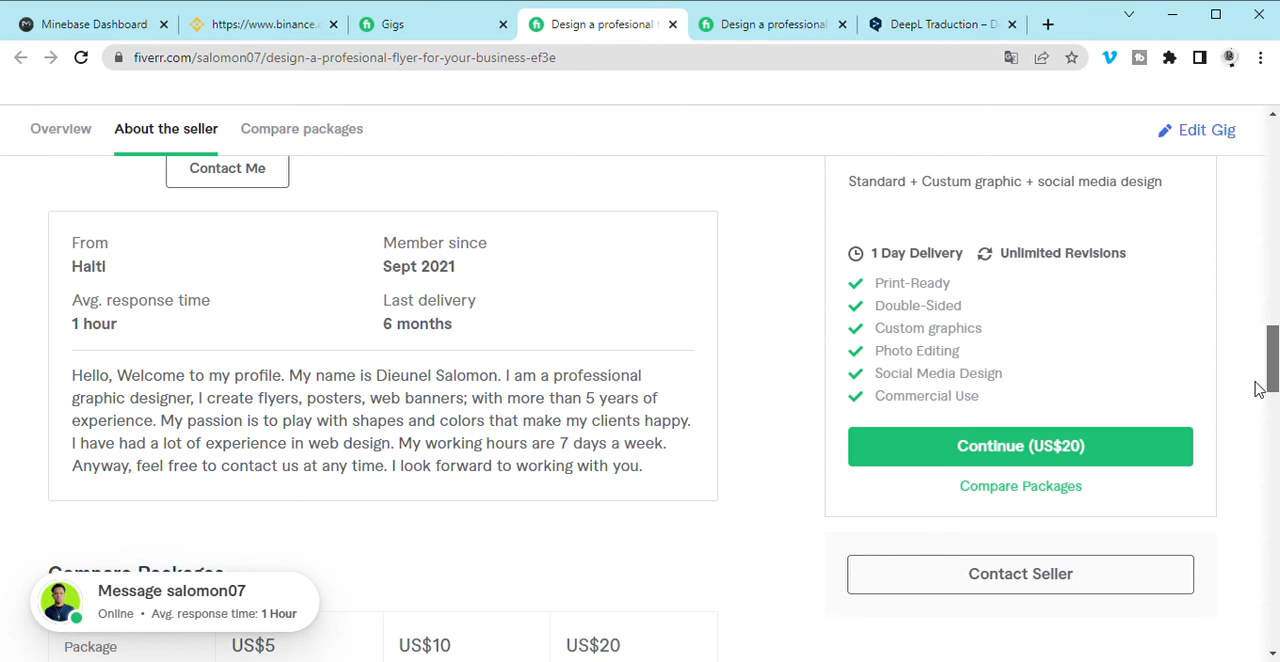 Minebase Dashboard
https://www.binance.c
Gigs
Design a profesional f
Design a professional
DeepL Traduction – D
fiverr.com/salomon07/design-a-profesional-flyer-for-your-business-ef3e
Overview
About the seller
Compare packages
Edit Gig
Contact Me
From
Haiti
Member since
Sept 2021
Avg. response time
1 hour
Last delivery
6 months
Hello, Welcome to my profile. My name is Dieunel Salomon. I am a professional
graphic designer, I create flyers, posters, web banners; with more than 5 years of
experience. My passion is to play with shapes and colors that make my clients happy.
I have had a lot of experience in web design. My working hours are 7 days a week.
Anyway, feel free to contact us at any time. I look forward to working with you.
Standard + Custum graphic + social media design
1 Day Delivery
Unlimited Revisions
Print-Ready
Double-Sided
Custom graphics
Photo Editing
Social Media Design
Commercial Use
Continue (US$20)
Compare Packages
Contact Seller
Compare Packages
Message salomon07
Online • Avg. response time: 1 Hour
Package
US$5
US$10
US$20